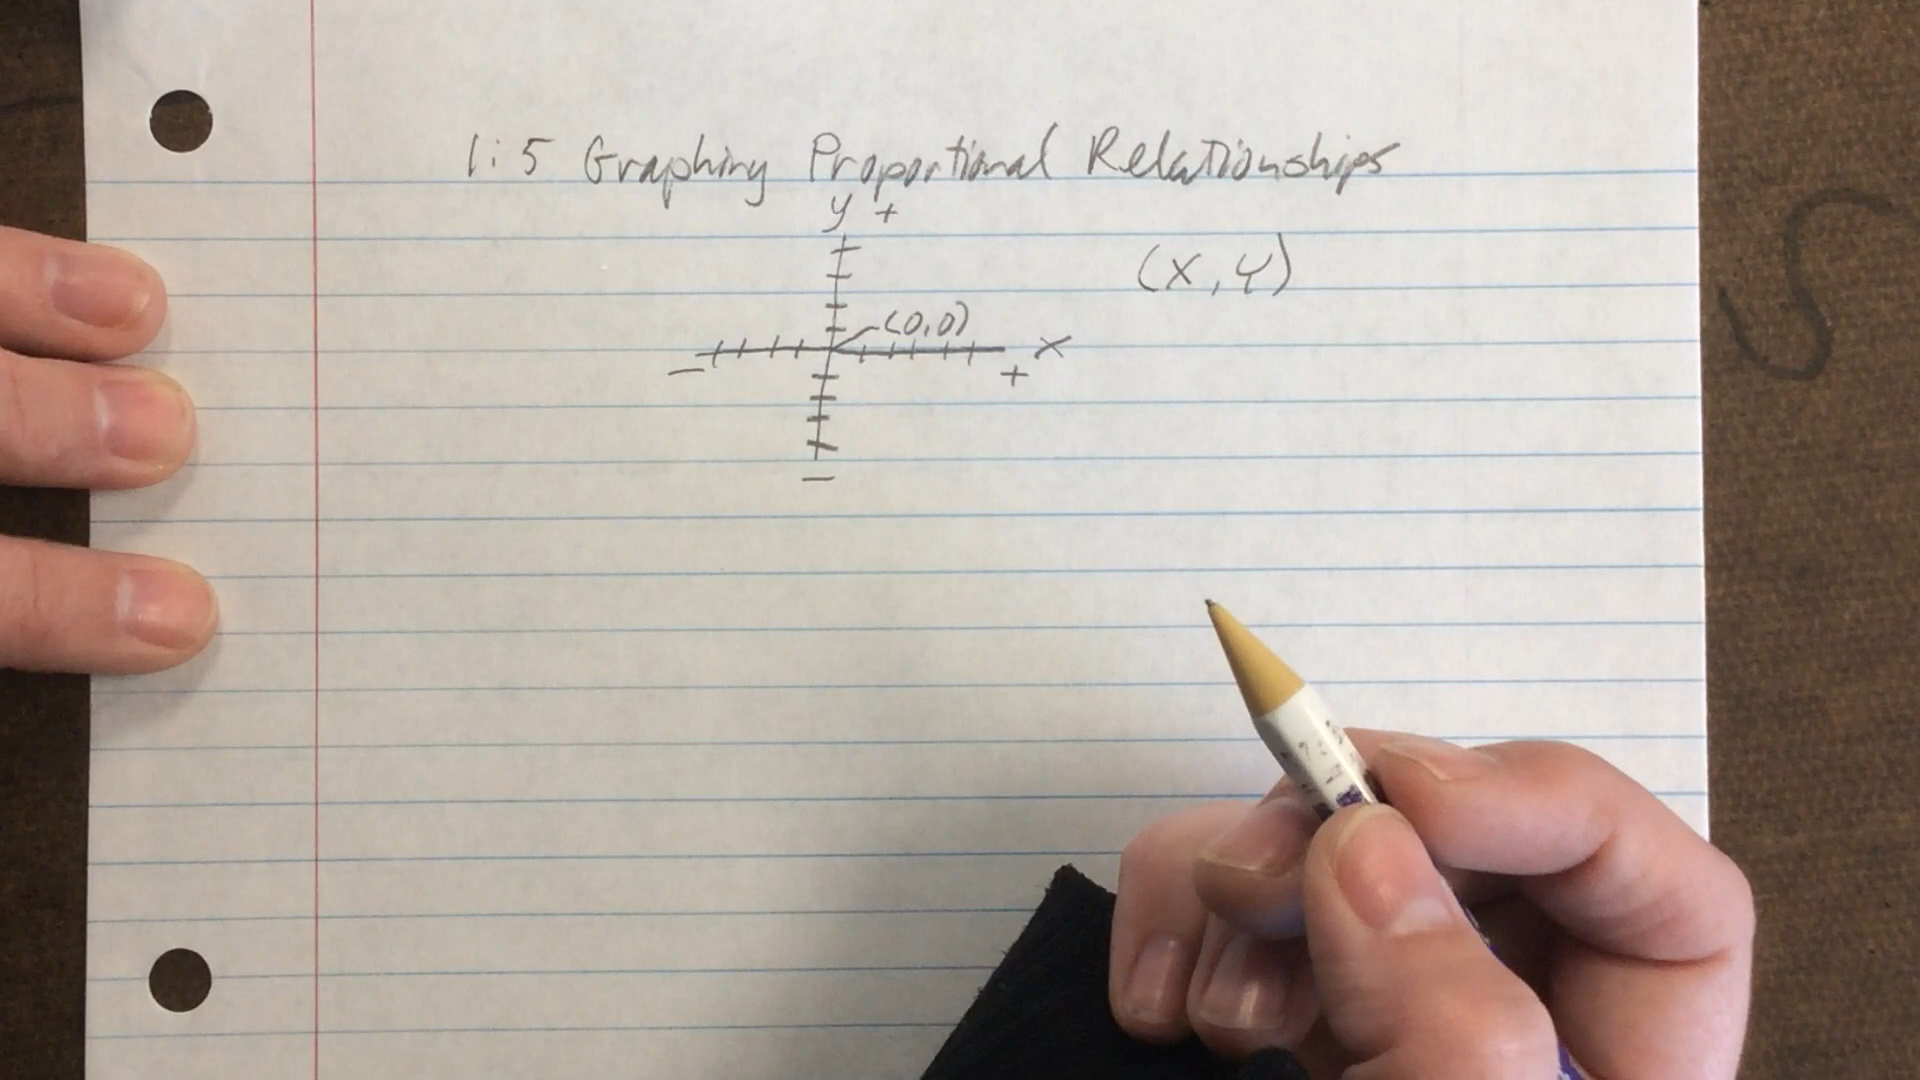 1:5 Graphing Proportional Relationships
y +
(X, Y)
(0,0)
x
− +
−